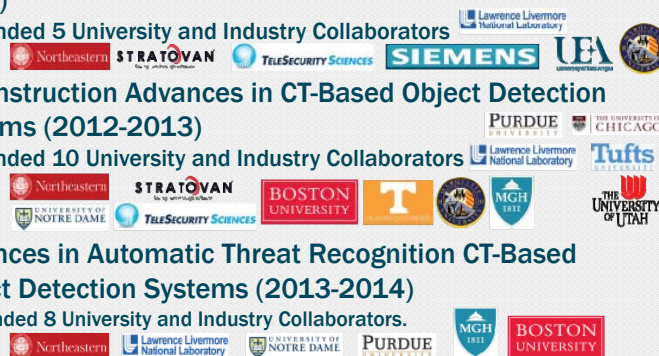 )
nded 5 University and Industry Collaborators
Lawrence Livermore
National Laboratory
Northeastern STRATOVAN TELESECURITY SCIENCES SIEMENS UEA
nstruction Advances in CT-Based Object Detection
ms (2012-2013)
PURDUE THE UNIVERSITY OF
UNIVERSITY CHICAGO
nded 10 University and Industry Collaborators Lawrence Livermore
National Laboratory Tufts
UNIVERSITY
Northeastern STRATOVAN BOSTON
UNIVERSITY T MGH
1811 THE
UNIVERSITY
OF UTAH
UNIVERSITY OF
NOTRE DAME TELESECURITY SCIENCES
nces in Automatic Threat Recognition CT-Based
ct Detection Systems (2013-2014)
nded 8 University and Industry Collaborators.
Northeastern Lawrence Livermore
National Laboratory UNIVERSITY OF
NOTRE DAME PURDUE
UNIVERSITY MGH
1811 BOSTON
UNIVERSITY